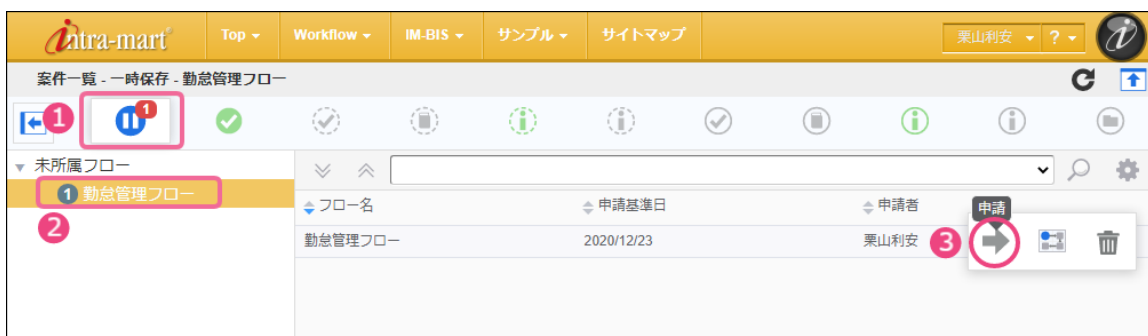 intra-mart® Top Workflow IM-BIS サンプル サイトマップ 栗山利安 ?
案件一覧 - 一時保存 - 勤怠管理フロー
1 1
未所属フロー
1 勤怠管理フロー
2
フロー名 申請基準日 申請者 申請
勤怠管理フロー 2020/12/23 栗山利安 3